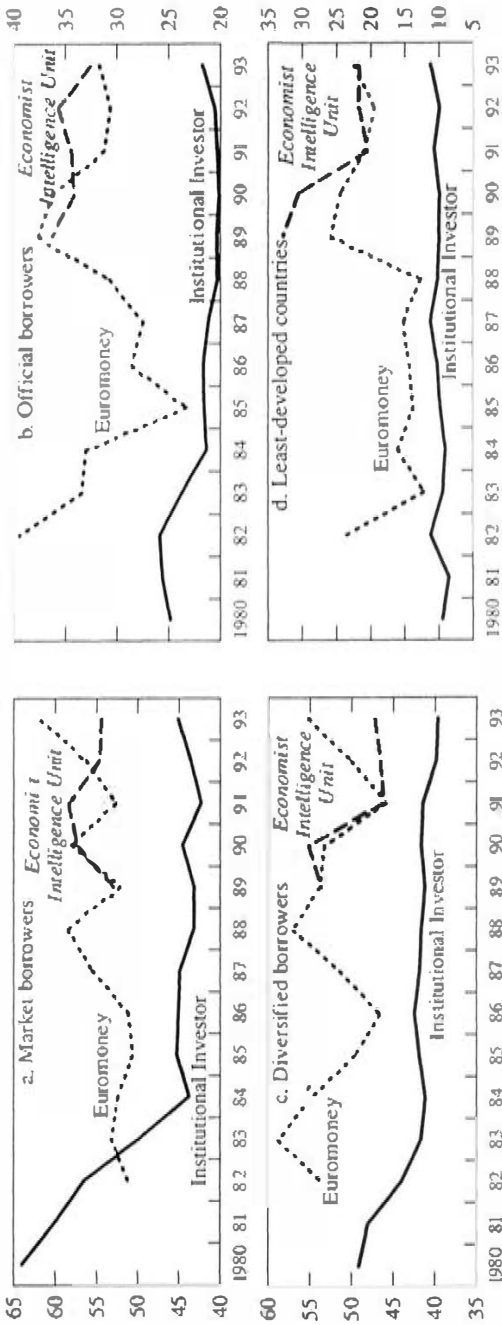 a. Market borrowers
65
60
55
50
45
40
Economi t
Intelligence Unit
Euromoney
Institutional Investor
1980 81 82 83 84 85 86 87 88 89 90 91 92 93
b. Official borrowers
40
35
30
25
20
15
Economist
Intelligence Unit
Euromoney
Institutional Investor
1980 81 82 83 84 85 86 87 88 89 90 91 92 93
c. Diversified borrowers
60
55
50
45
40
35
Economist
Intelligence
Unit
Euromoney
Institutional Investor
1980 81 82 83 84 85 86 87 88 89 90 91 92 93
d. Least-developed countries
35
30
25
20
15
10
5
Economist
Intelligence
Unit
Euromoney
Institutional Investor
1980 81 82 83 84 85 86 87 88 89 90 91 92 93